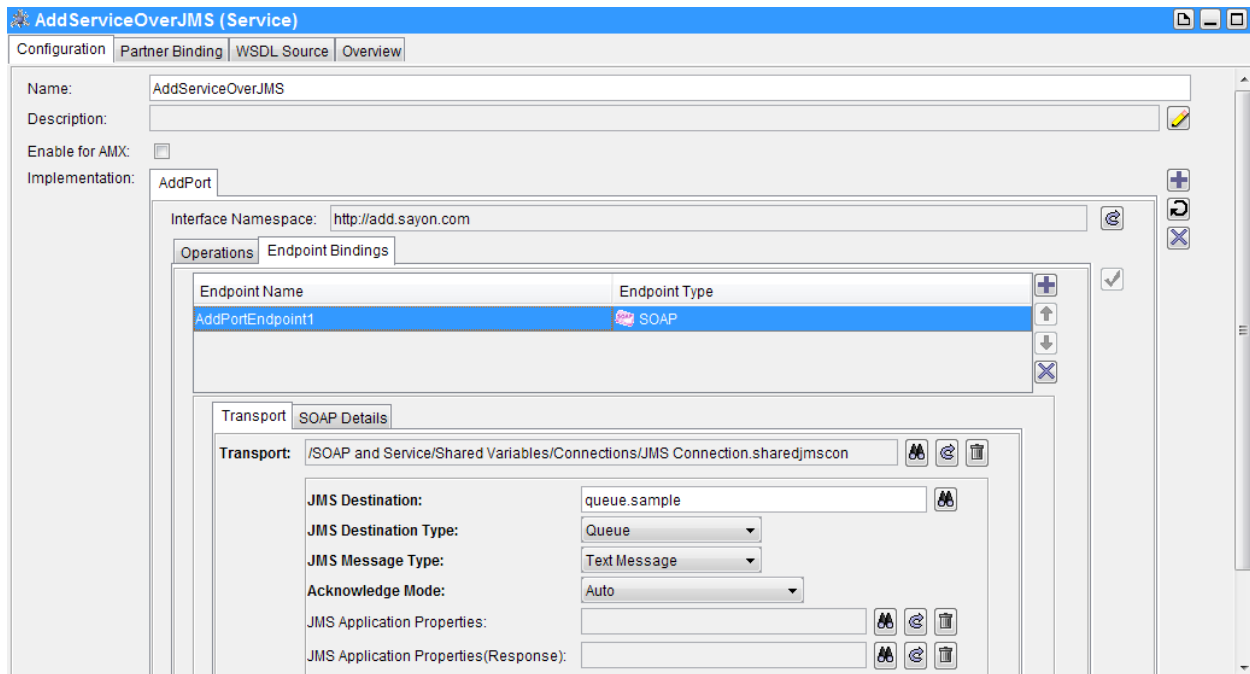 AddServiceOverJMS (Service)
Configuration Partner Binding WSDL Source Overview
Name: AddServiceOverJMS
Description:
Enable for AMX:
Implementation: AddPort
Interface Namespace: http://add.sayon.com
Operations Endpoint Bindings
Endpoint Name Endpoint Type
AddPortEndpoint1 SOAP SOAP
Transport SOAP Details
Transport: /SOAP and Service/Shared Variables/Connections/JMS Connection.sharedjmscon
JMS Destination: queue.sample
JMS Destination Type: Queue
JMS Message Type: Text Message
Acknowledge Mode: Auto
JMS Application Properties:
JMS Application Properties(Response):